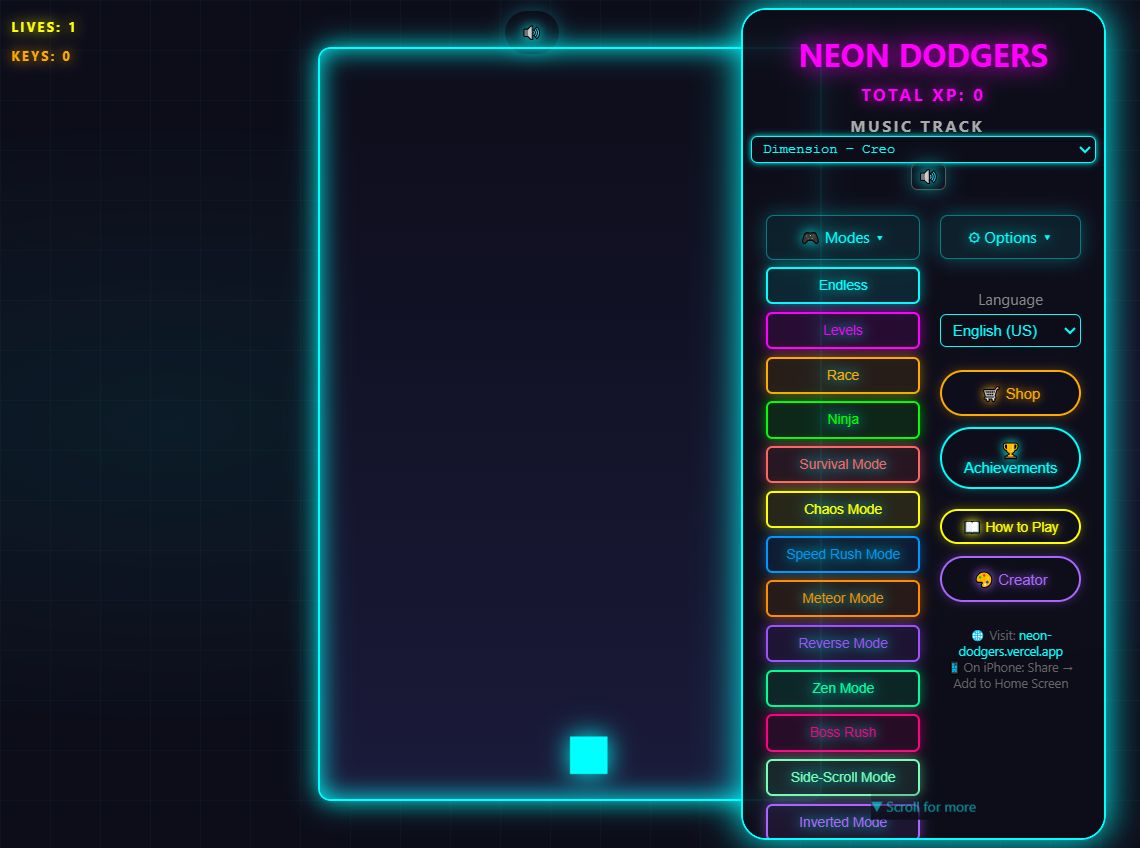 LIVES: 1
KEYS: 0
NEON DODGERS
TOTAL XP: 0
MUSIC TRACK
Dimension - Creo
Modes
Endless
Levels
Race
Ninja
Survival Mode
Chaos Mode
Speed Rush Mode
Meteor Mode
Reverse Mode
Zen Mode
Boss Rush
Side-Scroll Mode
Inverted Mode
Options
Language
English (US)
Shop
Achievements
How to Play
Creator
Visit: neon-
dodgers.vercel.app
On iPhone: Share →
Add to Home Screen
▼ Scroll for more